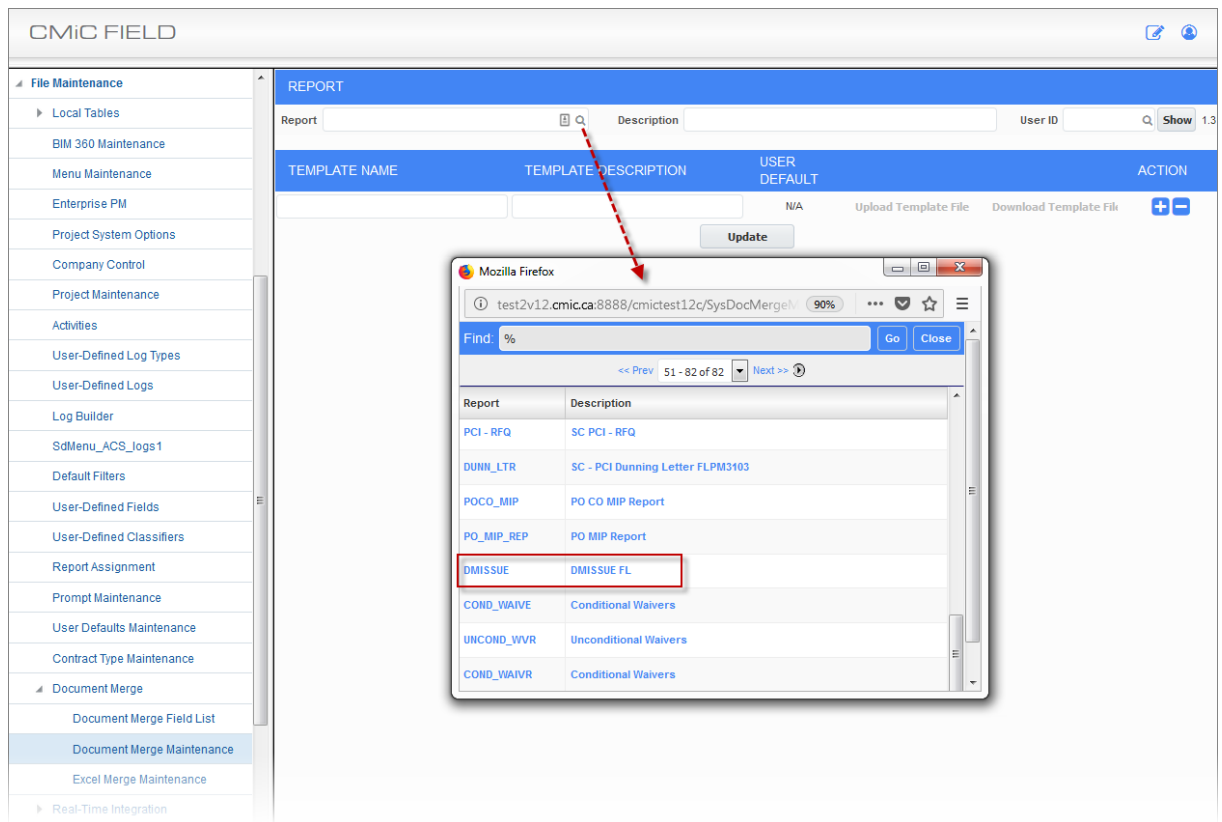 CMiC FIELD
File Maintenance
Local Tables
BIM 360 Maintenance
Menu Maintenance
Enterprise PM
Project System Options
Company Control
Project Maintenance
Activities
User-Defined Log Types
User-Defined Logs
Log Builder
SdMenu_ACS_logs1
Default Filters
User-Defined Fields
User-Defined Classifiers
Report Assignment
Prompt Maintenance
User Defaults Maintenance
Contract Type Maintenance
Document Merge
Document Merge Field List
Document Merge Maintenance
Excel Merge Maintenance
Real-Time Integration
REPORT
Report Description User ID Show 1.3
TEMPLATE NAME TEMPLATE DESCRIPTION USER DEFAULT ACTION
N/A Upload Template File Download Template File
Update
Mozilla Firefox
test2v12.cmic.ca:8888/cmictest12c/SysDocMergeM 90%
Find: % Go Close
<< Prev 51 - 82 of 82 Next >>
Report Description
PCI - RFQ SC PCI - RFQ
DUNN_LTR SC - PCI Dunning Letter FLPM3103
POCO_MIP PO CO MIP Report
PO_MIP_REP PO MIP Report
DMISSUE DMISSUE FL
COND_WAIVE Conditional Waivers
UNCOND_WVR Unconditional Waivers
COND_WAIVR Conditional Waivers